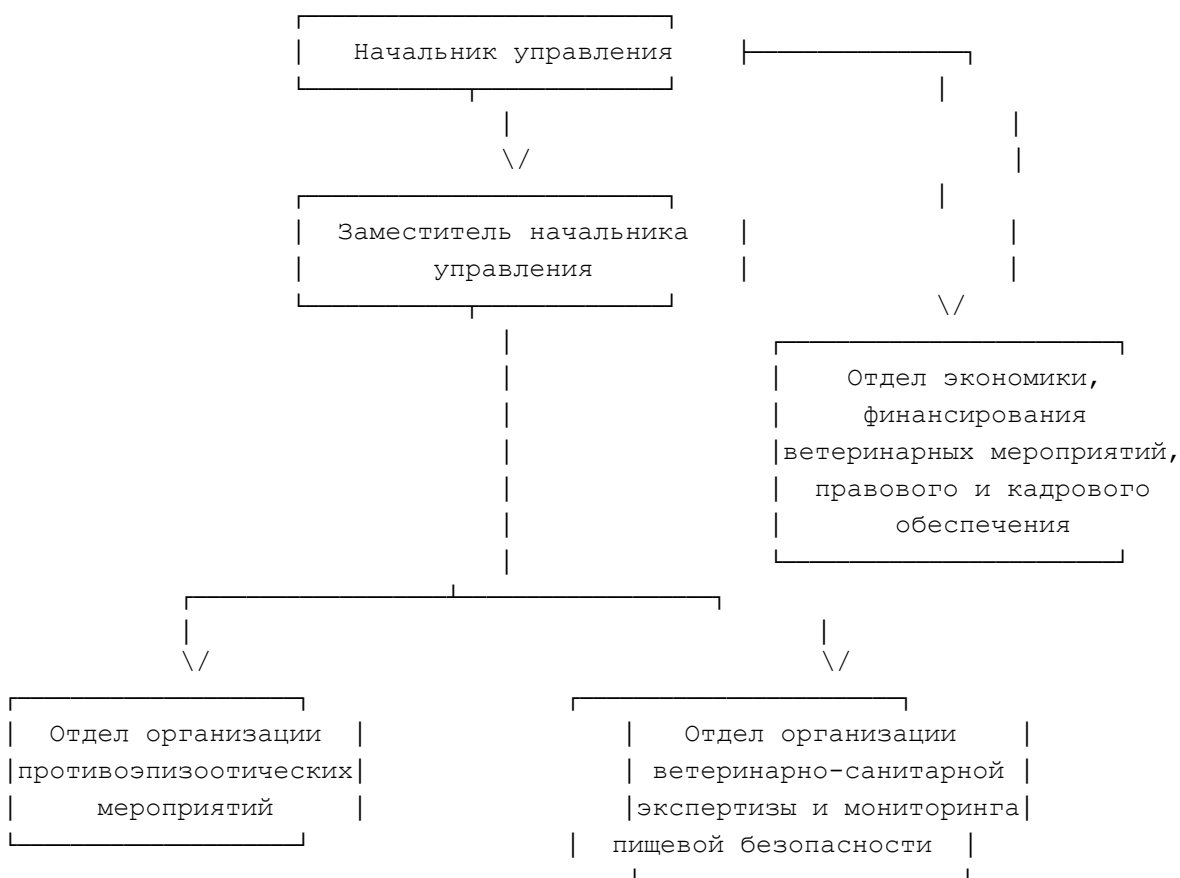 Начальник управления
Заместитель начальника
управления
Отдел экономики,
финансирования
ветеринарных мероприятий,
правового и кадрового
обеспечения
Отдел организации
противоэпизоотических
мероприятий
Отдел организации
ветеринарно-санитарной
экспертизы и мониторинга
пищевой безопасности